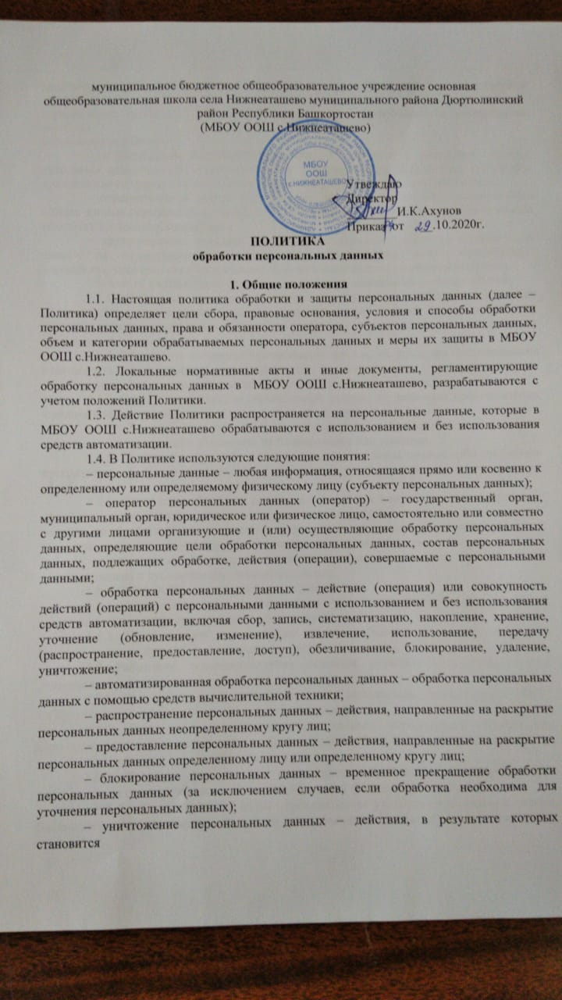 муниципальное бюджетное общеобразовательное учреждение основная
общеобразовательная школа села Нижнеаташево муниципального района Дюртюлинский
район Республики Башкортостан
(МБОУ ООШ с.Нижнеаташево)
МБОУ
ООШ
с.НИЖНЕАТАШЕВО
Утверждаю
Директор
И.К.Ахунов
Приказ от 29.10.2020г.
ПОЛИТИКА
обработки персональных данных
1. Общие положения
1.1. Настоящая политика обработки и защиты персональных данных (далее –
Политика) определяет цели сбора, правовые основания, условия и способы обработки
персональных данных, права и обязанности оператора, субъектов персональных данных,
объем и категории обрабатываемых персональных данных и меры их защиты в МБОУ
ООШ с.Нижнеаташево.
1.2. Локальные нормативные акты и иные документы, регламентирующие
обработку персональных данных в МБОУ ООШ с.Нижнеаташево, разрабатываются с
учетом положений Политики.
1.3. Действие Политики распространяется на персональные данные, которые в
МБОУ ООШ с.Нижнеаташево обрабатываются с использованием и без использования
средств автоматизации.
1.4. В Политике используются следующие понятия:
– персональные данные – любая информация, относящаяся прямо или косвенно к
определенному или определяемому физическому лицу (субъекту персональных данных);
– оператор персональных данных (оператор) – государственный орган,
муниципальный орган, юридическое или физическое лицо, самостоятельно или совместно
с другими лицами организующие и (или) осуществляющие обработку персональных
данных, определяющие цели обработки персональных данных, состав персональных
данных, подлежащих обработке, действия (операции), совершаемые с персональными
данными;
– обработка персональных данных – действие (операция) или совокупность
действий (операций) с персональными данными с использованием и без использования
средств автоматизации, включая сбор, запись, систематизацию, накопление, хранение,
уточнение (обновление, изменение), извлечение, использование, передачу
(распространение, предоставление, доступ), обезличивание, блокирование, удаление,
уничтожение;
– автоматизированная обработка персональных данных – обработка персональных
данных с помощью средств вычислительной техники;
– распространение персональных данных – действия, направленные на раскрытие
персональных данных неопределенному кругу лиц;
– предоставление персональных данных – действия, направленные на раскрытие
персональных данных определенному лицу или определенному кругу лиц;
– блокирование персональных данных – временное прекращение обработки
персональных данных (за исключением случаев, если обработка необходима для
уточнения персональных данных);
– уничтожение персональных данных – действия, в результате которых
становится